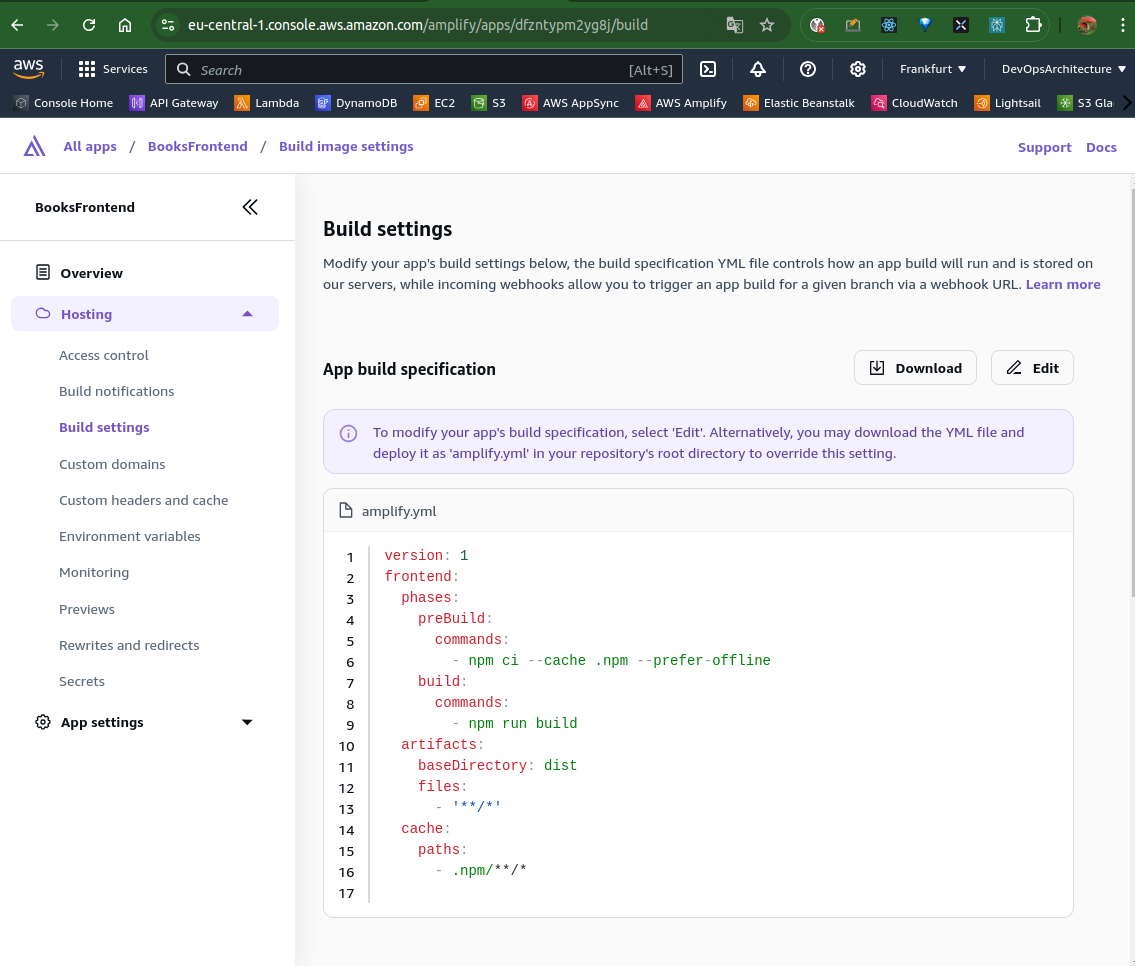 eu-central-1.console.aws.amazon.com/amplify/apps/dfzntypm2yg8j/build
aws
Services
Search
[Alt+S]
Frankfurt
DevOpsArchitecture
Console Home
API Gateway
Lambda
DynamoDB
EC2
S3
AWS AppSync
AWS Amplify
Elastic Beanstalk
CloudWatch
Lightsail
S3 Gla
All apps / BooksFrontend / Build image settings
Support
Docs
BooksFrontend
Overview
Hosting
Access control
Build notifications
Build settings
Custom domains
Custom headers and cache
Environment variables
Monitoring
Previews
Rewrites and redirects
Secrets
App settings
Build settings
Modify your app's build settings below, the build specification YML file controls how an app build will run and is stored on
our servers, while incoming webhooks allow you to trigger an app build for a given branch via a webhook URL. Learn more
App build specification
Download
Edit
To modify your app's build specification, select 'Edit'. Alternatively, you may download the YML file and
deploy it as 'amplify.yml' in your repository's root directory to override this setting.
amplify.yml
1 version: 1
2 frontend:
3   phases:
4     preBuild:
5       commands:
6         - npm ci --cache .npm --prefer-offline
7     build:
8       commands:
9         - npm run build
10   artifacts:
11     baseDirectory: dist
12     files:
13       - '**/*'
14   cache:
15     paths:
16       - .npm/**/*
17